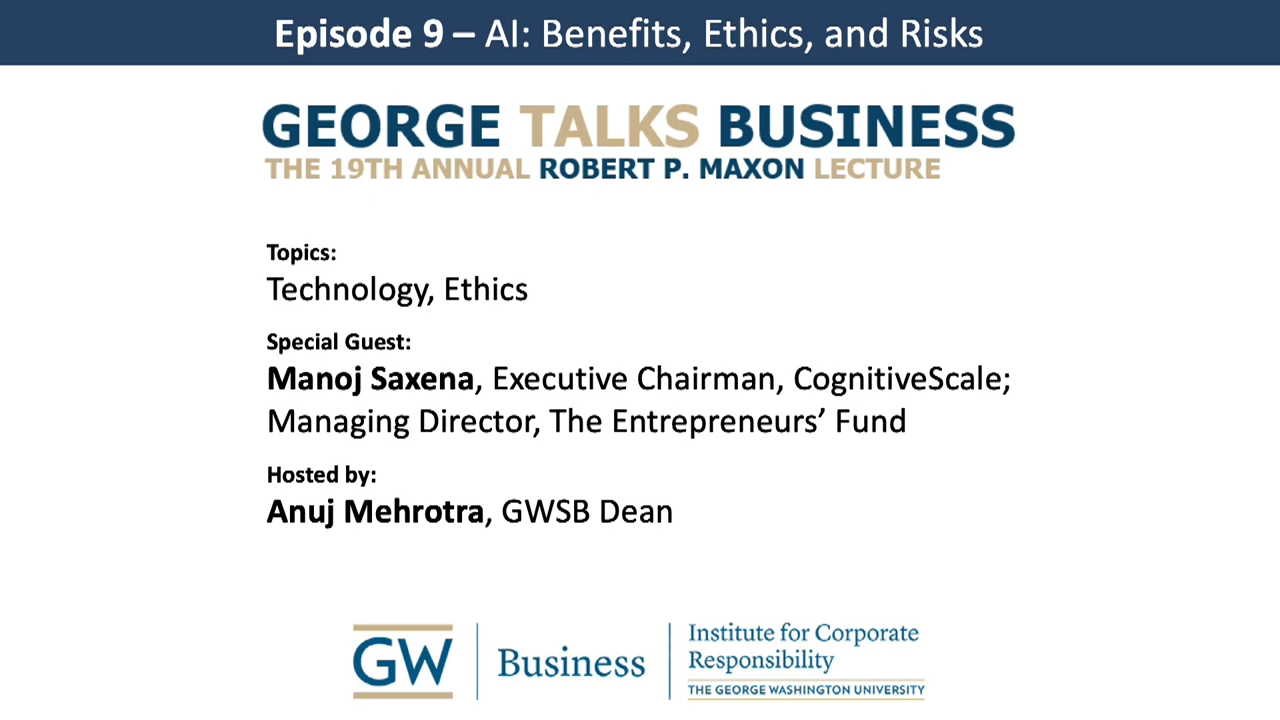 Episode 9 – AI: Benefits, Ethics, and Risks
GEORGE TALKS BUSINESS
THE 19TH ANNUAL ROBERT P. MAXON LECTURE
Topics:
Technology, Ethics
Special Guest:
Manoj Saxena, Executive Chairman, CognitiveScale;
Managing Director, The Entrepreneurs’ Fund
Hosted by:
Anuj Mehrotra, GWSB Dean
GW
Business
Institute for Corporate
Responsibility
THE GEORGE WASHINGTON UNIVERSITY